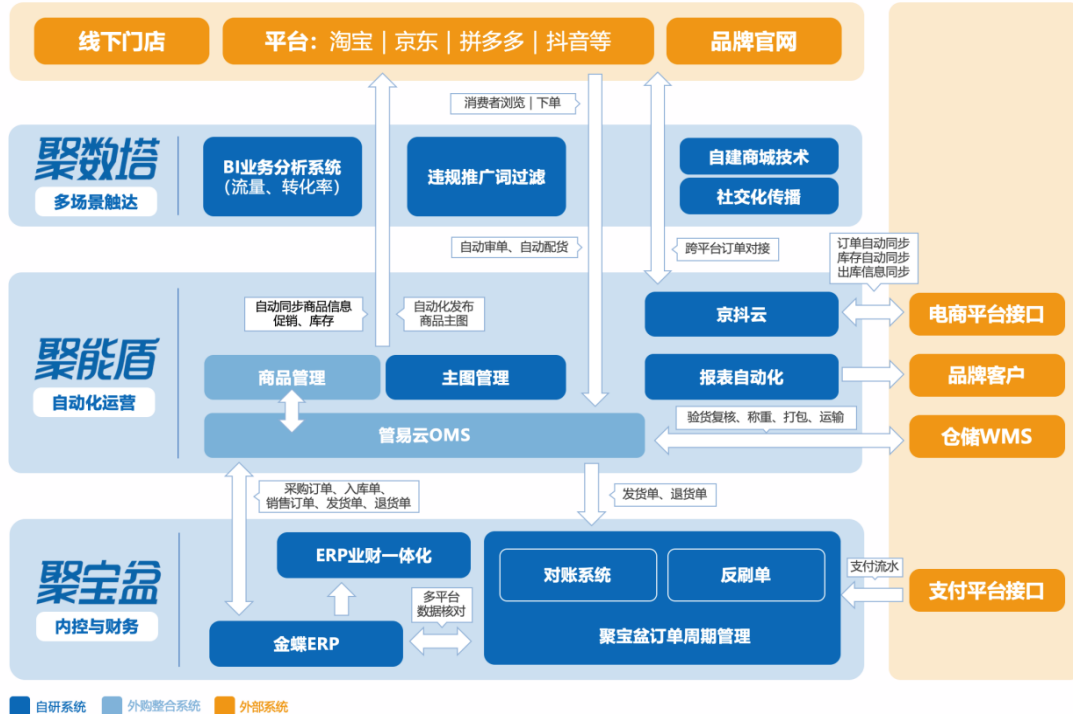 线下门店
平台：淘宝｜京东｜拼多多｜抖音等
品牌官网
消费者浏览｜下单
聚数塔
多场景触达
BI业务分析系统
（流量、转化率）
违规推广词过滤
自建商城技术
社交化传播
自动审单、自动配货
跨平台订单对接
订单自动同步
库存自动同步
出库信息同步
聚能盾
自动化运营
自动同步商品信息
促销、库存
自动化发布
商品主图
京抖云
电商平台接口
商品管理
主图管理
报表自动化
品牌客户
管易云OMS
验货复核、称重、打包、运输
仓储WMS
采购订单、入库单、
销售订单、发货单、退货单
发货单、退货单
聚宝盆
内控与财务
ERP业财一体化
对账系统
反刷单
支付流水
支付平台接口
多平台
数据核对
金蝶ERP
聚宝盆订单周期管理
自研系统
外购整合系统
外部系统